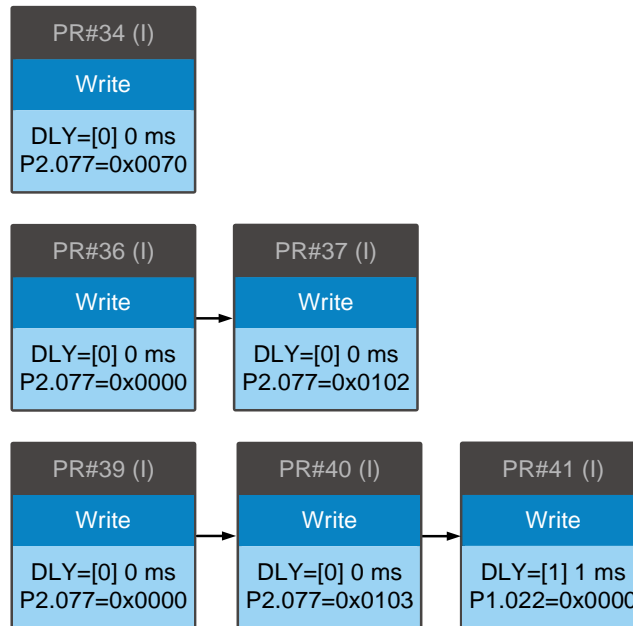 PR#34 (I)
Write
DLY=[0] 0 ms
P2.077=0x0070
PR#36 (I)
Write
DLY=[0] 0 ms
P2.077=0x0000
PR#37 (I)
Write
DLY=[0] 0 ms
P2.077=0x0102
PR#39 (I)
Write
DLY=[0] 0 ms
P2.077=0x0000
PR#40 (I)
Write
DLY=[0] 0 ms
P2.077=0x0103
PR#41 (I)
Write
DLY=[1] 1 ms
P1.022=0x0000